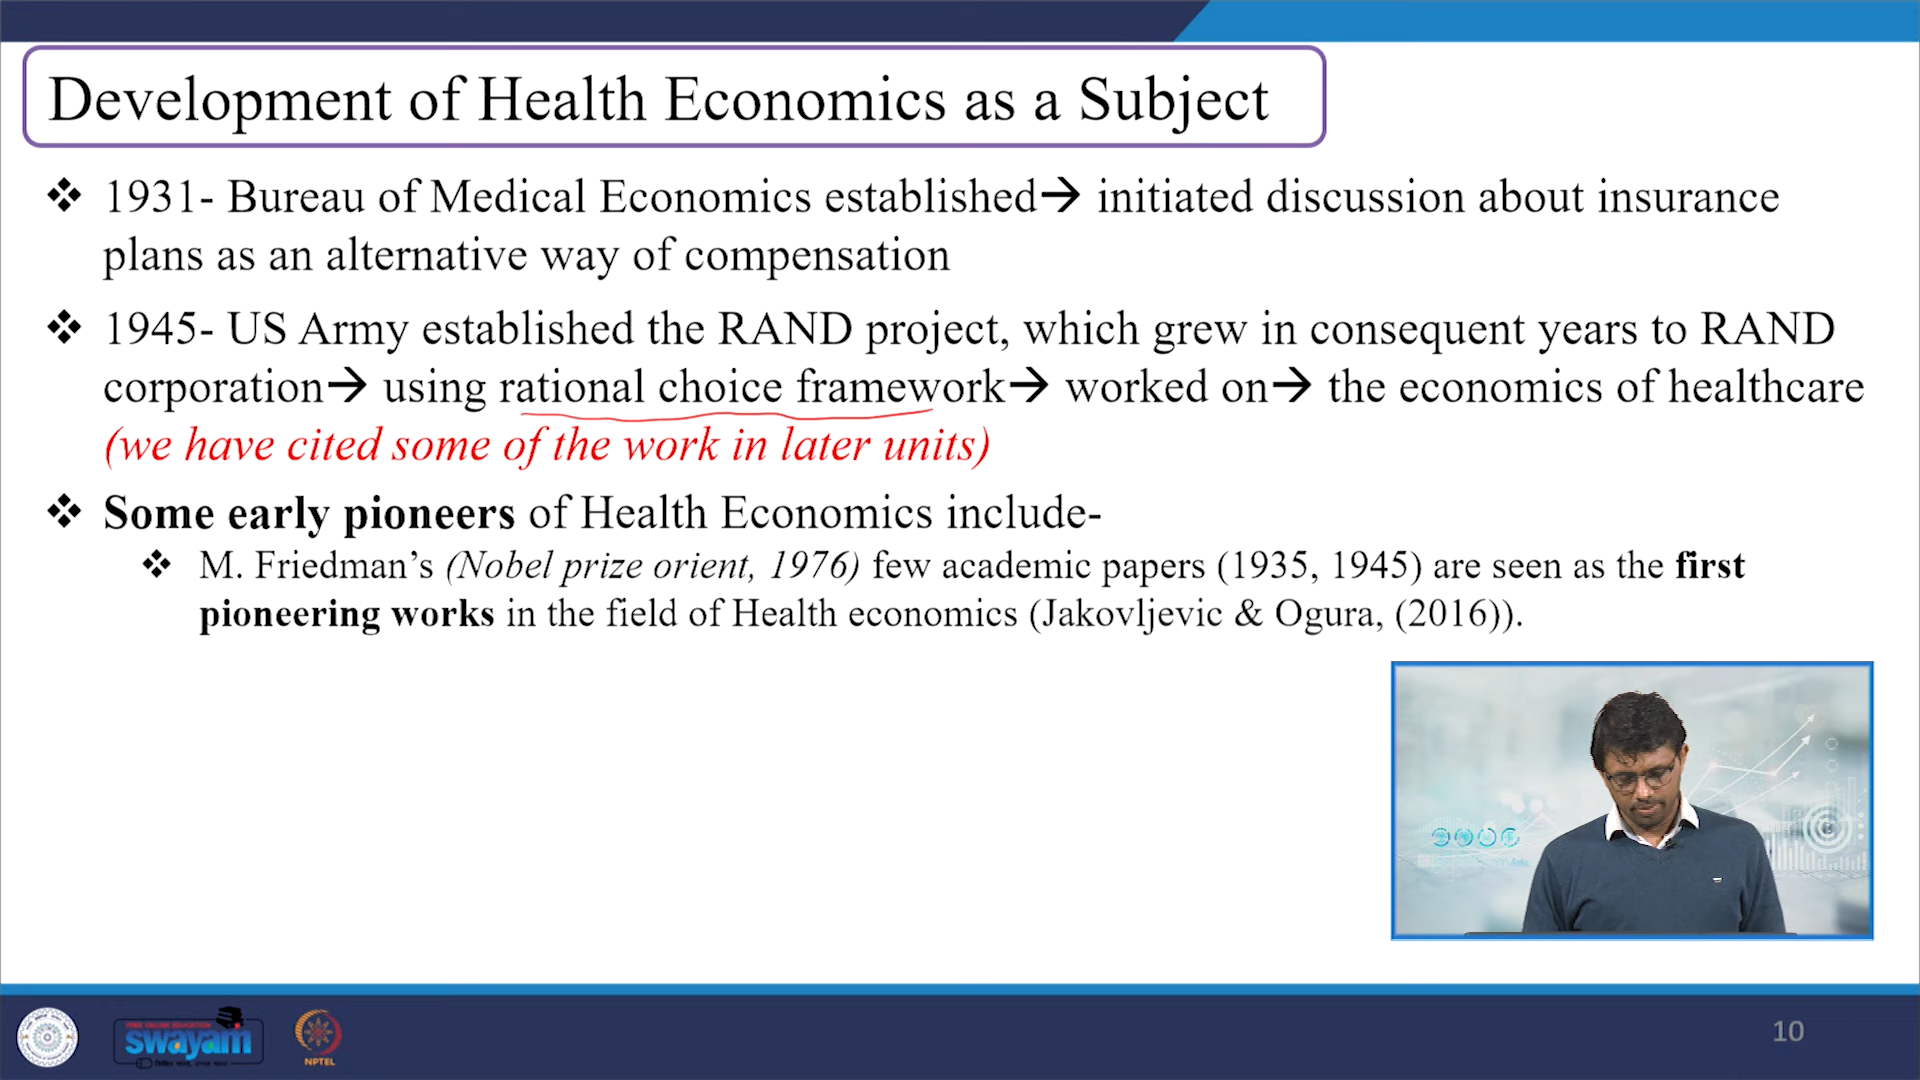 Development of Health Economics as a Subject
❖ 1931- Bureau of Medical Economics established→ initiated discussion about insurance
plans as an alternative way of compensation
❖ 1945- US Army established the RAND project, which grew in consequent years to RAND
corporation→ using rational choice framework→ worked on→ the economics of healthcare
(we have cited some of the work in later units)
❖ Some early pioneers of Health Economics include-
❖ M. Friedman’s (Nobel prize orient, 1976) few academic papers (1935, 1945) are seen as the first
pioneering works in the field of Health economics (Jakovljevic & Ogura, (2016)).
FREE ONLINE EDUCATION
swayam
NPTEL
10